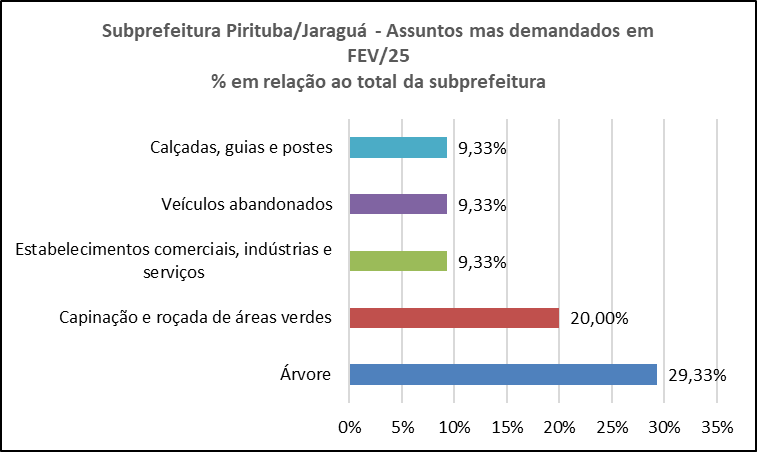 Subprefeitura Pirituba/Jaraguá - Assuntos mas demandados em
FEV/25
% em relação ao total da subprefeitura
Calçadas, guias e postes
9,33%
Veículos abandonados
9,33%
Estabelecimentos comerciais, indústrias e
serviços
9,33%
Capinação e roçada de áreas verdes
20,00%
Árvore
29,33%
0% 5% 10% 15% 20% 25% 30% 35%